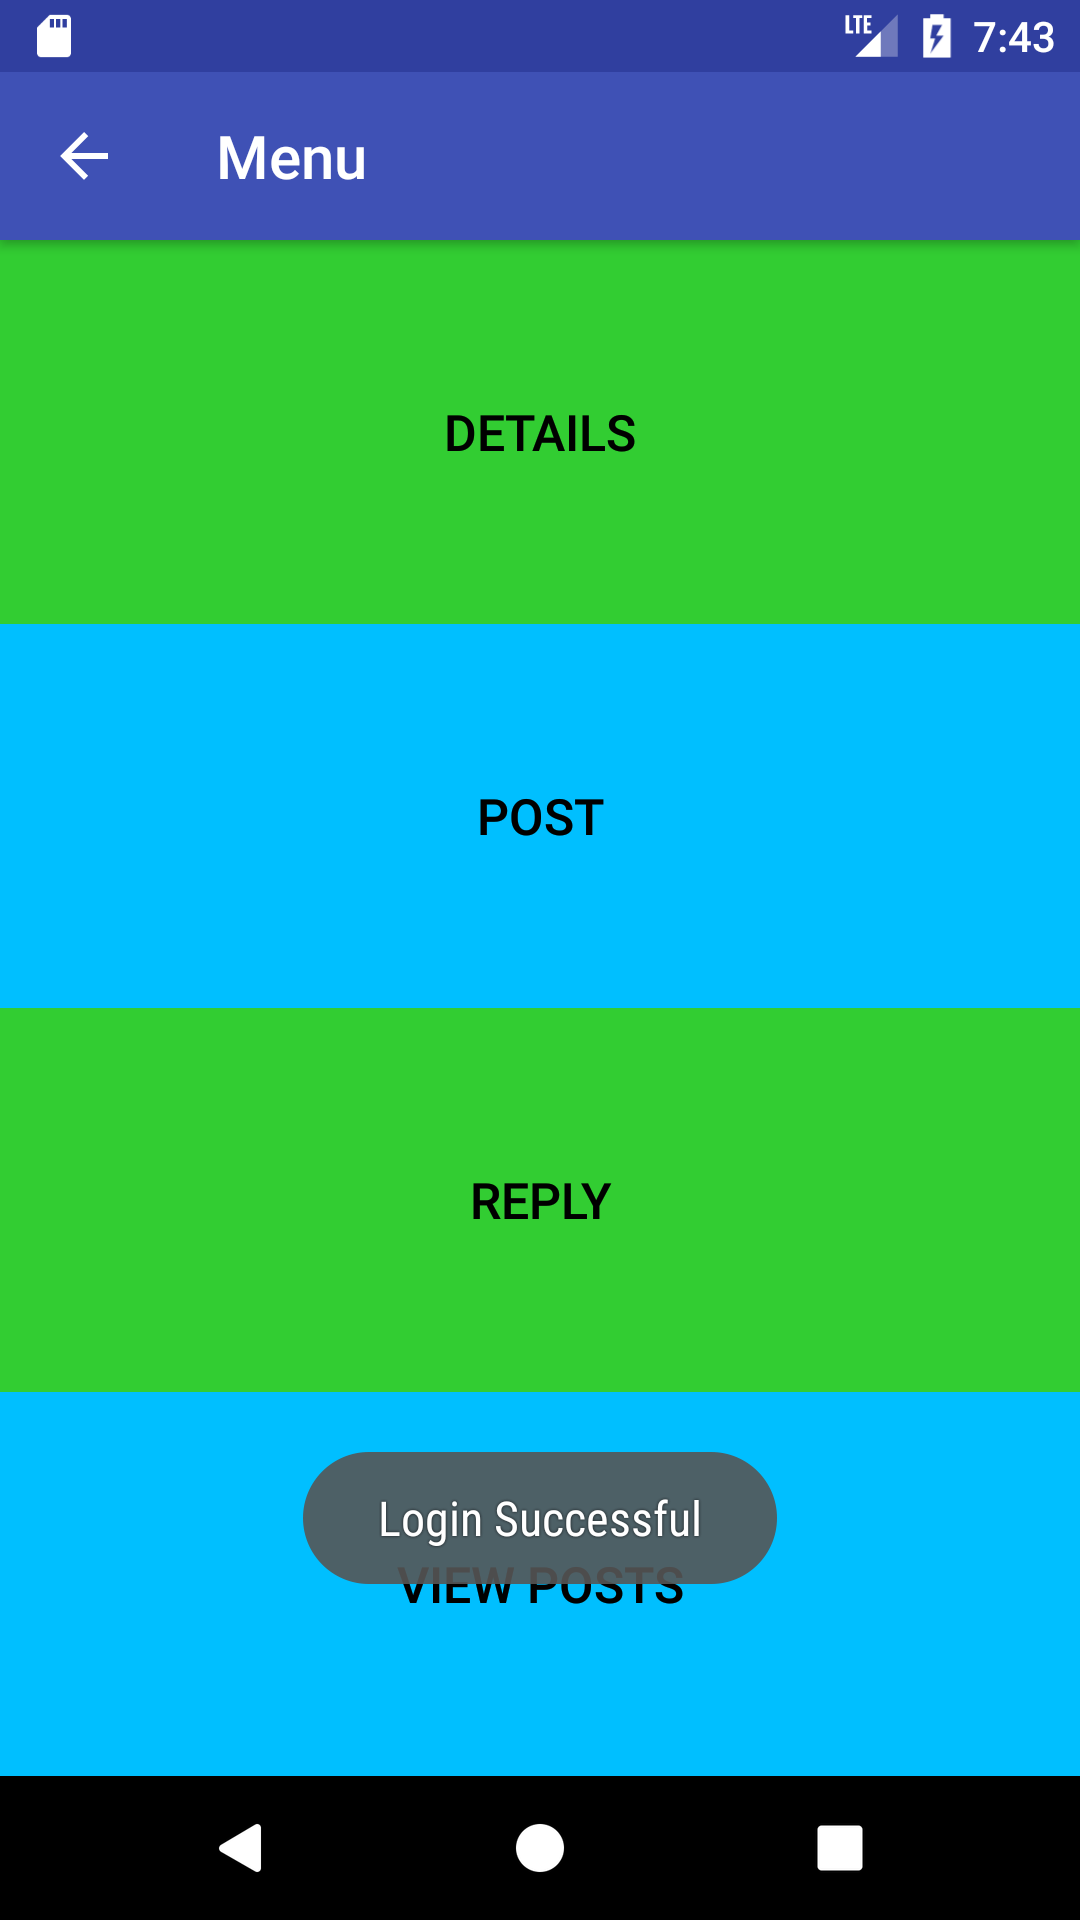 LTE 7:43
Menu
DETAILS
POST
REPLY
Login Successful
VIEW POSTS